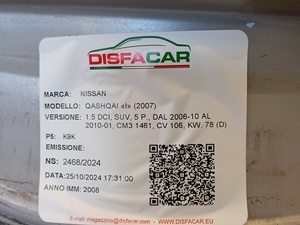 DISFACAR
MARCA: NISSAN
MODELLO: QASHQAI «I» (2007)
VERSIONE: 1.5 DCI, SUV, 5 P., DAL 2006-10 AL
2010-01, CM3 1461, CV 106, KW. 78 (D)
P5: K9K
EMISSIONE:
NS: 2468/2024
DATA:25/10/2024 17:31:00
ANNO IMM: 2008
E-mail: magazzino@disfacar.com WWW.DISFACAR.EU